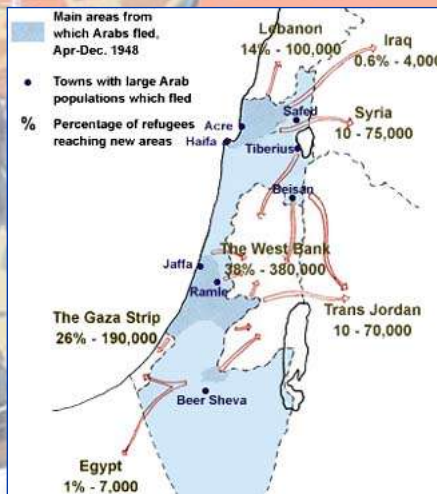 Main areas from
which Arabs fled,
Apr-Dec. 1948
Towns with large Arab
populations which fled
% Percentage of refugees
reaching new areas
Lebanon
14% - 100,000
Iraq
0.6% - 4,000
Safed
Syria
10 - 75,000
Acre
Haifa
Tiberius
Beisan
Jaffa
The West Bank
38% - 380,000
Ramle
Trans Jordan
10 - 70,000
The Gaza Strip
26% - 190,000
Beer Sheva
Egypt
1% - 7,000